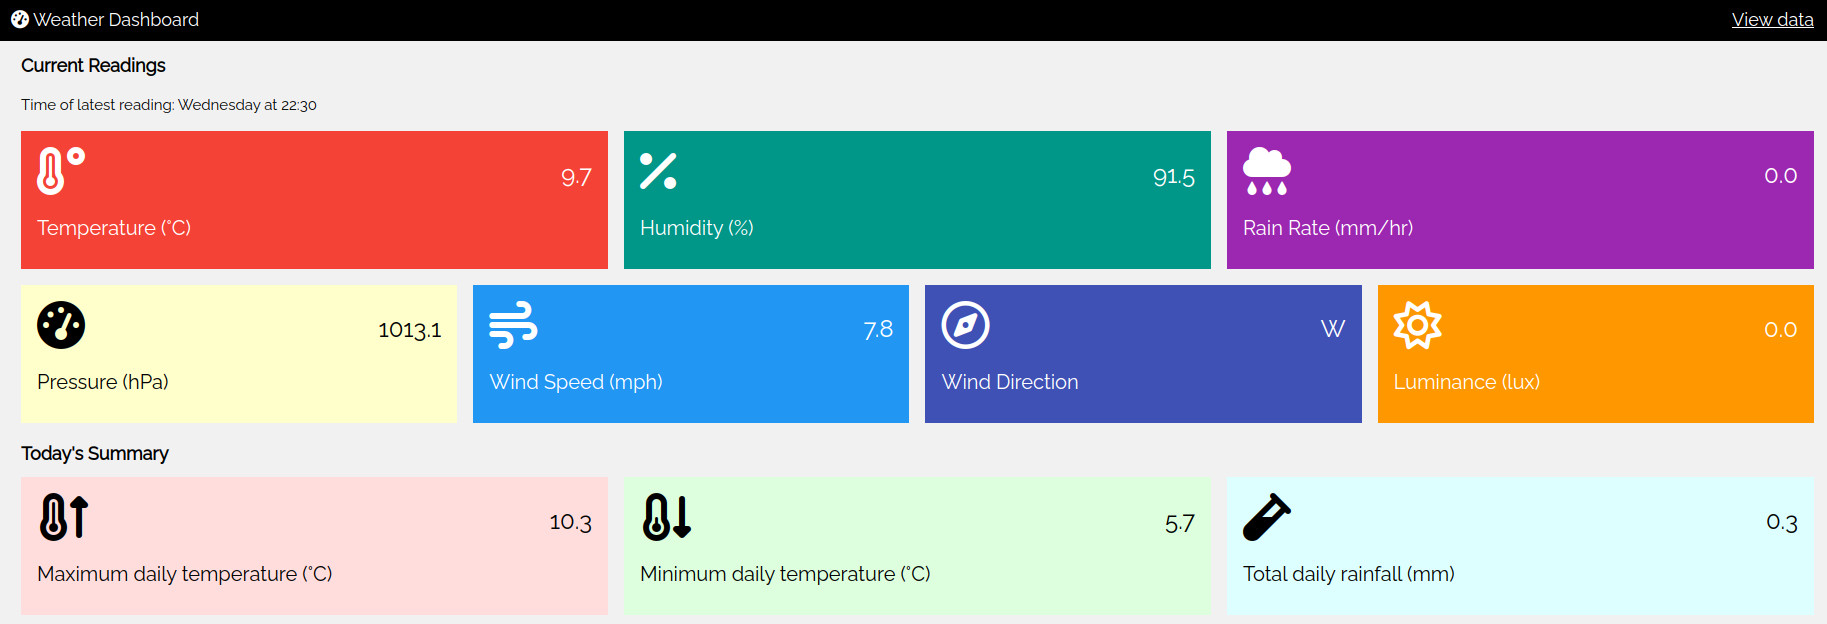 Weather Dashboard
View data
Current Readings
Time of latest reading: Wednesday at 22:30
9.7
Temperature (°C)
91.5
Humidity (%)
0.0
Rain Rate (mm/hr)
1013.1
Pressure (hPa)
7.8
Wind Speed (mph)
W
Wind Direction
0.0
Luminance (lux)
Today's Summary
10.3
Maximum daily temperature (°C)
5.7
Minimum daily temperature (°C)
0.3
Total daily rainfall (mm)